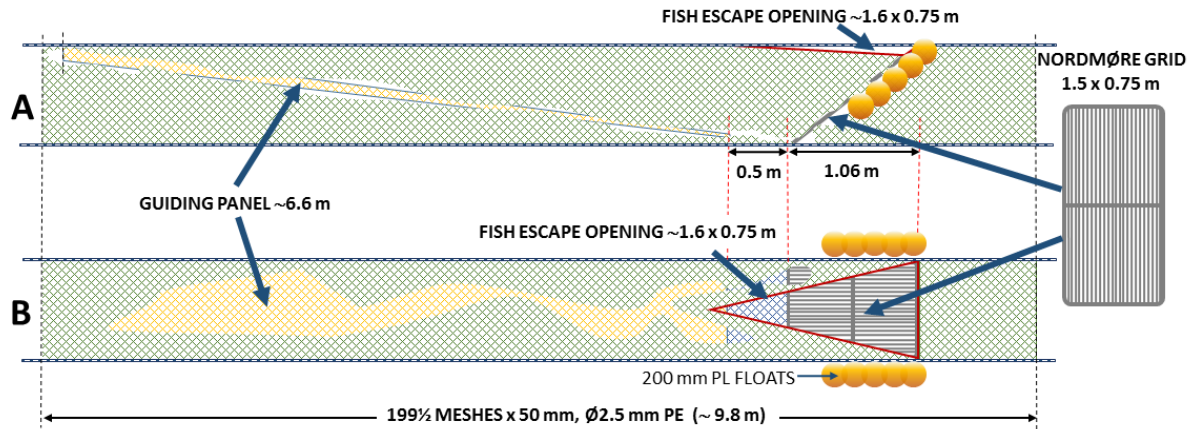 FISH ESCAPE OPENING ~1.6 x 0.75 m
NORDMØRE GRID
1.5 x 0.75 m
A
0.5 m
1.06 m
GUIDING PANEL ~6.6 m
FISH ESCAPE OPENING ~1.6 x 0.75 m
B
200 mm PL FLOATS
199½ MESHES x 50 mm, Ø2.5 mm PE (~ 9.8 m)